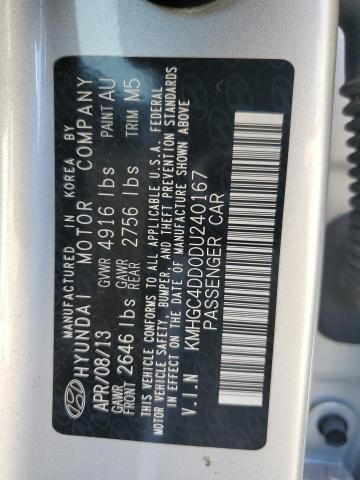 MANUFACTURED IN KOREA BY
HYUNDAI MOTOR COMPANY
APR/08/13 GVWR 4916 lbs PAINT AU
GAWR FRONT 2646 lbs GAWR REAR 2756 lbs TRIM M5
THIS VEHICLE CONFORMS TO ALL APPLICABLE U.S.A. FEDERAL
MOTOR VEHICLE SAFETY, BUMPER, AND THEFT PREVENTION STANDARDS
IN EFFECT ON THE DATE OF MANUFACTURE SHOWN ABOVE
V.I.N KMHGC4DD0DU240167
PASSENGER CAR